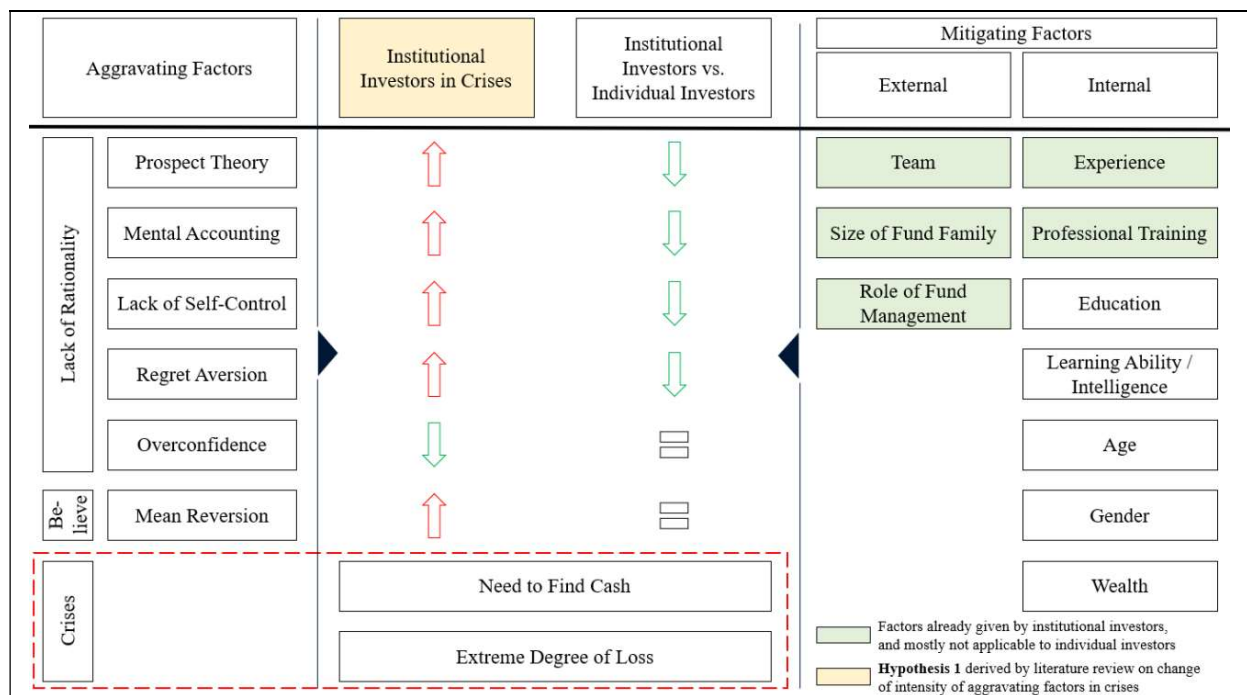 Aggravating Factors
Institutional
Investors in Crises
Institutional
Investors vs.
Individual Investors
Mitigating Factors
External
Internal
Lack of Rationality
Prospect Theory
Team
Experience
Mental Accounting
Size of Fund Family
Professional Training
Lack of Self-Control
Role of Fund
Management
Education
Regret Aversion
Learning Ability /
Intelligence
Overconfidence
Age
Be-
lieve
Mean Reversion
Gender
Crises
Need to Find Cash
Wealth
Extreme Degree of Loss
Factors already given by institutional investors,
and mostly not applicable to individual investors
Hypothesis 1 derived by literature review on change
of intensity of aggravating factors in crises